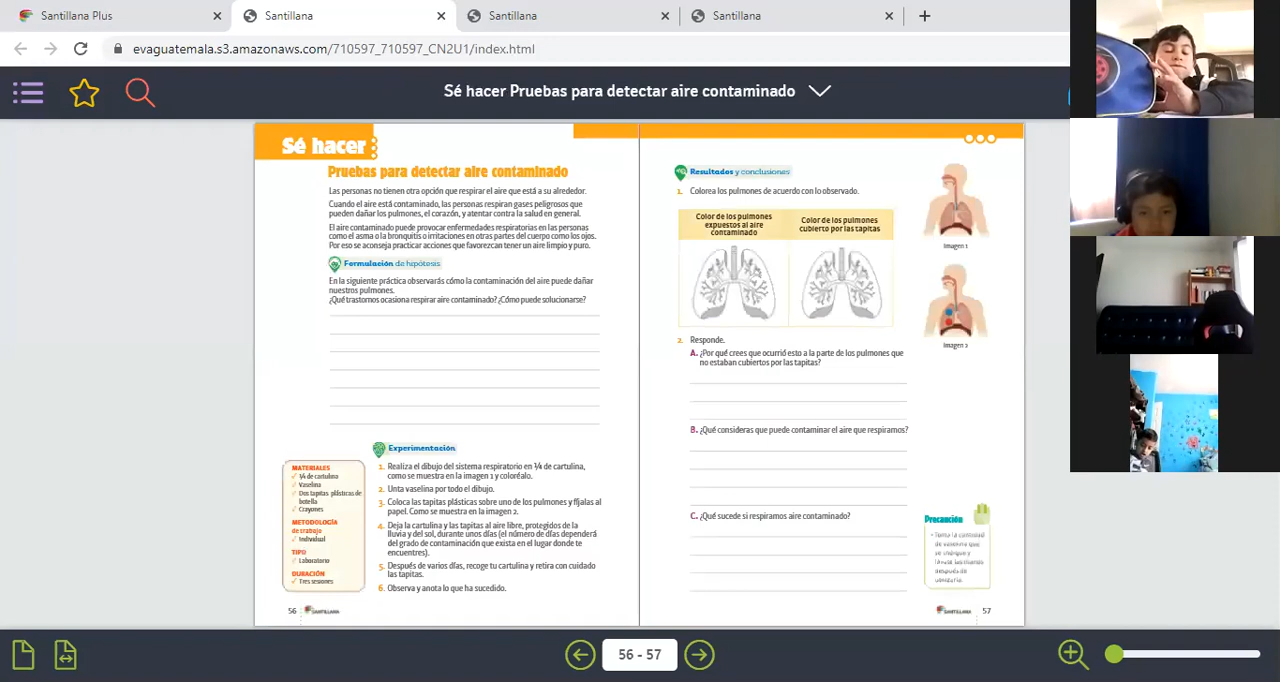 Santillana Plus
Santillana
Santillana
Santillana
evaguatemala.s3.amazonaws.com/710597_710597_CN2U1/index.html
Sé hacer Pruebas para detectar aire contaminado
Sé hacer
Pruebas para detectar aire contaminado
Las personas no tienen otra opción que respirar el aire que está a su alrededor.
Cuando el aire está contaminado, las personas respiran gases peligrosos que
pueden dañar los pulmones, el corazón, y atentar contra la salud en general.
El aire contaminado puede provocar enfermedades respiratorias en las personas
como el asma o la bronquitis o irritaciones en otras partes del cuerpo como los ojos.
Por eso se aconseja practicar acciones que favorezcan tener un aire limpio y puro.
Formulación de hipótesis
En la siguiente práctica observarás cómo la contaminación del aire puede dañar
nuestros pulmones.
¿Qué trastornos ocasiona respirar aire contaminado? ¿Cómo puede solucionarse?
MATERIALES
✓ ¼ de cartulina
✓ Vaselina
✓ Dos tapitas plásticas de
botella
✓ Crayones
METODOLOGÍA
de trabajo
✓ Individual
TIPO
✓ Laboratorio
DURACIÓN
✓ Tres sesiones
Experimentación
1. Realiza el dibujo del sistema respiratorio en ¼ de cartulina,
como se muestra en la imagen 1 y coloréalo.
2. Unta vaselina por todo el dibujo.
3. Coloca las tapitas plásticas sobre uno de los pulmones y fíjalas al
papel. Como se muestra en la imagen 2.
4. Deja la cartulina y las tapitas al aire libre, protegidos de la
lluvia y del sol, durante unos días (el número de días dependerá
del grado de contaminación que exista en el lugar donde te
encuentres).
5. Después de varios días, recoge tu cartulina y retira con cuidado
las tapitas.
6. Observa y anota lo que ha sucedido.
56
SANTILLANA
Resultados y conclusiones
1. Colorea los pulmones de acuerdo con lo observado.
Color de los pulmones
expuestos al aire
contaminado
Color de los pulmones
cubierto por las tapitas
Imagen 1
Imagen 2
2. Responde.
A. ¿Por qué crees que ocurrió esto a la parte de los pulmones que
no estaban cubiertos por las tapitas?
B. ¿Qué consideras que puede contaminar el aire que respiramos?
C. ¿Qué sucede si respiramos aire contaminado?
Precaución
• Toma la cantidad
de vaselina que
se indique y
lávate las manos
después de
SANTILLANA
57
56 - 57